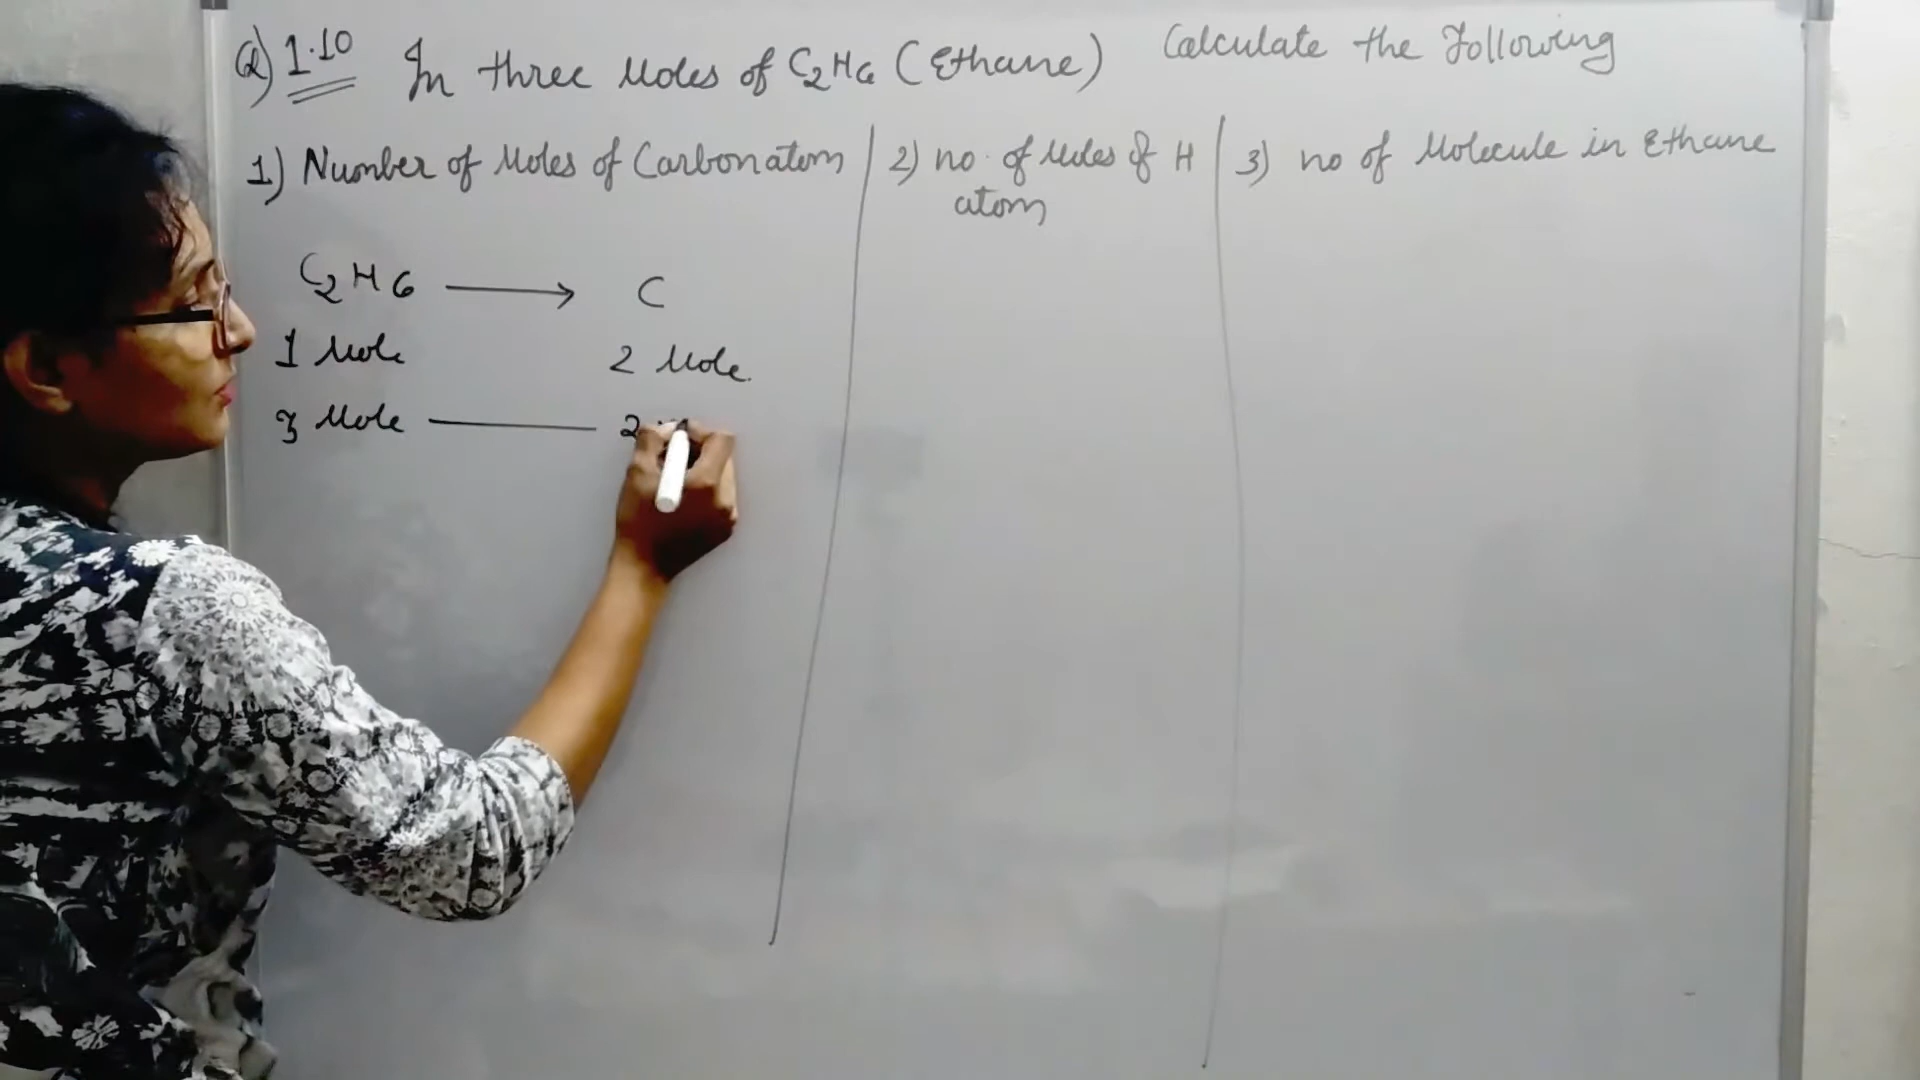 Q) 1.10 In three Moles of C2H6 (Ethane) Calculate the Following
1) Number of Moles of Carbon atom
2) no. of Moles of H
atom
3) no of Molecule in Ethane
C2H6 ⟶ C
1 Mole 2 Mole.
3 Mole — 2